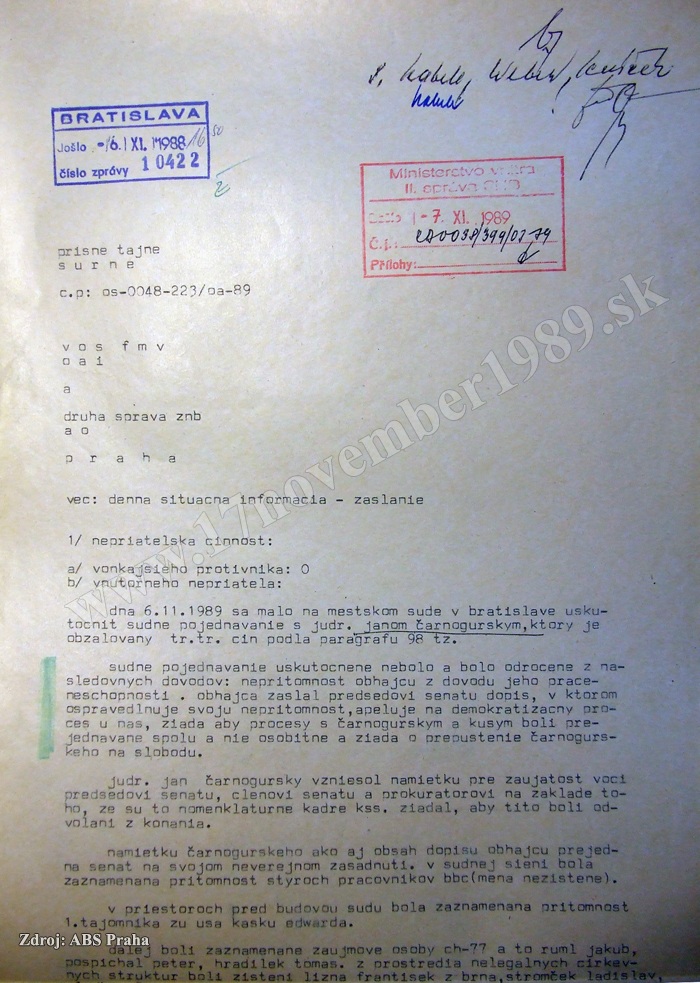 BRATISLAVA
Došlo -6. XI. 1988 16 50
číslo zprávy 10422
Ministerstvo vnitra
II. správa SNB
Došlo -7. XI. 1989
Č.j.:
Přílohy:
prisne tajne
s u r n e
c.p: os-0048-223/oa-89
v o s f m v
o a i
a
druha sprava znb
a o
p r a h a
vec: denna situacna informacia - zaslanie
1/ nepriatelska cinnost:
a/ vonkajsieho protivnika: 0
b/ vnutorneho nepriatela:
dna 6.11.1989 sa malo na mestskom sude v bratislave usku-
tocnit sudne pojednavanie s judr. janom čarnogurskym,ktory je
obzalovany tr.tr. cin podla paragrafu 98 tz.
sudne pojednavanie uskutocnene nebolo a bolo odrocene z na-
sledovnych dovodov: nepritomnost obhajcu z dovodu jeho prace-
neschopnosti . obhajca zaslal predsedovi senatu dopis, v ktorom
ospravedlnuje svoju nepritomnost,apeluje na demokratizacny pro-
ces u nas, ziada aby procesy s čarnogurskym a kusym boli pre-
jednavane spolu a nie osobitne a ziada o prepustenie čarnogurs-
keho na slobodu.
judr. jan čarnogursky vzniesol namietku pre zaujatost voci
predsedovi senatu, clenovi senatu a prokuratorovi na zaklade to-
ho, ze su to nomenklaturne kadre kss. ziadal, aby tito boli od-
volani z konania.
namietku čarnogurskeho ako aj obsah dopisu obhajcu prejed-
na senat na svojom neverejnom zasadnuti. v sudnej sieni bola
zaznamenana pritomnost styroch pracovnikov bbc(mena nezistene).
v priestoroch pred budovou sudu bola zaznamenana pritomnost
1.tajomnika zu usa kasku edwarda.
dalej boli zaznamenane zaujmove osoby ch-77 a to ruml jakub,
pospichal peter, hradilek tomas. z prostredia nelegalnych cirkev-
nych struktur boli zisteni lizna frantisek z brna,stromček ladislav,
www.17november1989.sk
Zdroj: ABS Praha